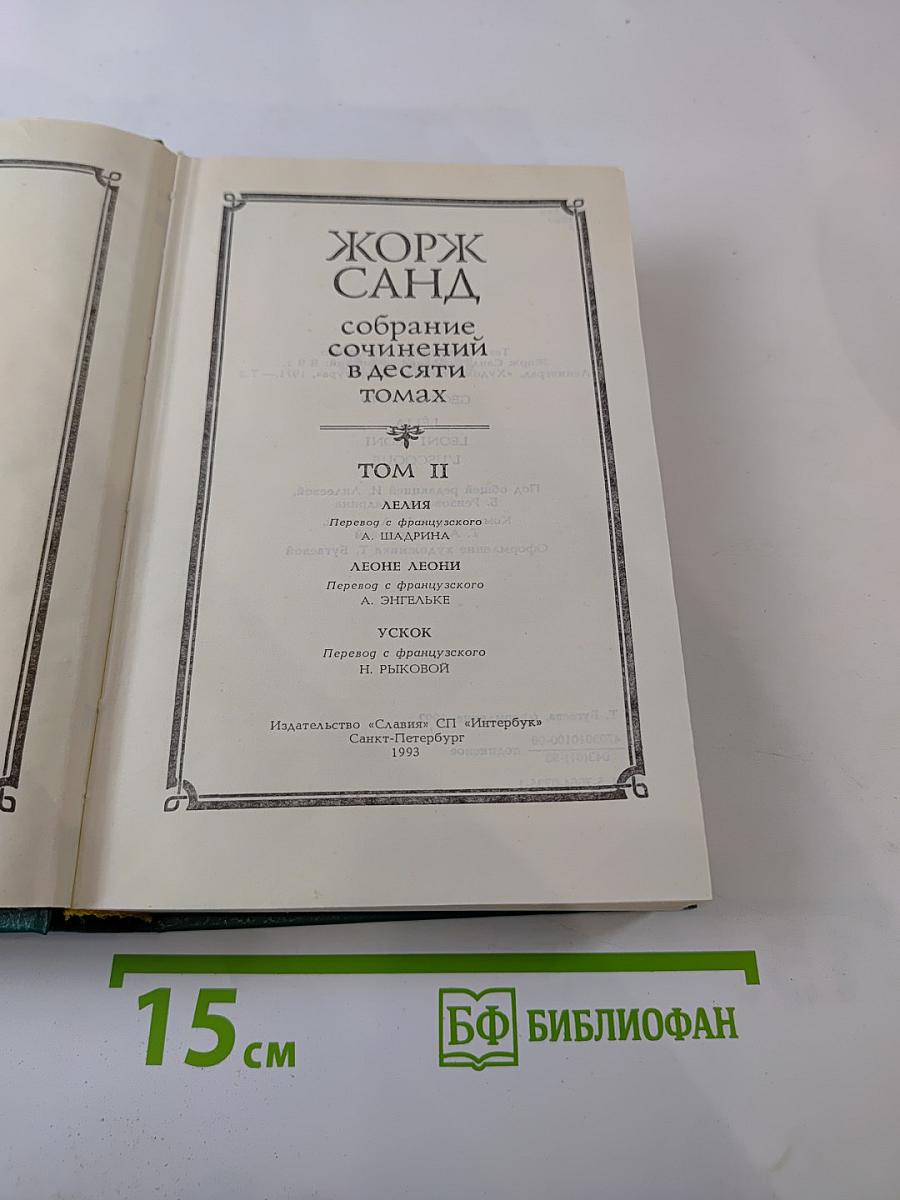 ЖОРЖ
САНД
собрание
сочинений
в десяти
томах
ТОМ II
ЛЕЛИЯ
Перевод с французского
А. ШАДРИНА
ЛЕОНЕ ЛЕОНИ
Перевод с французского
А. ЭНГЕЛЬКЕ
УСКОК
Перевод с французского
Н. РЫКОВОЙ
Издательство «Славия» СП «Интербук»
Санкт-Петербург
1993
15 см
БФ БИБЛИОФАН